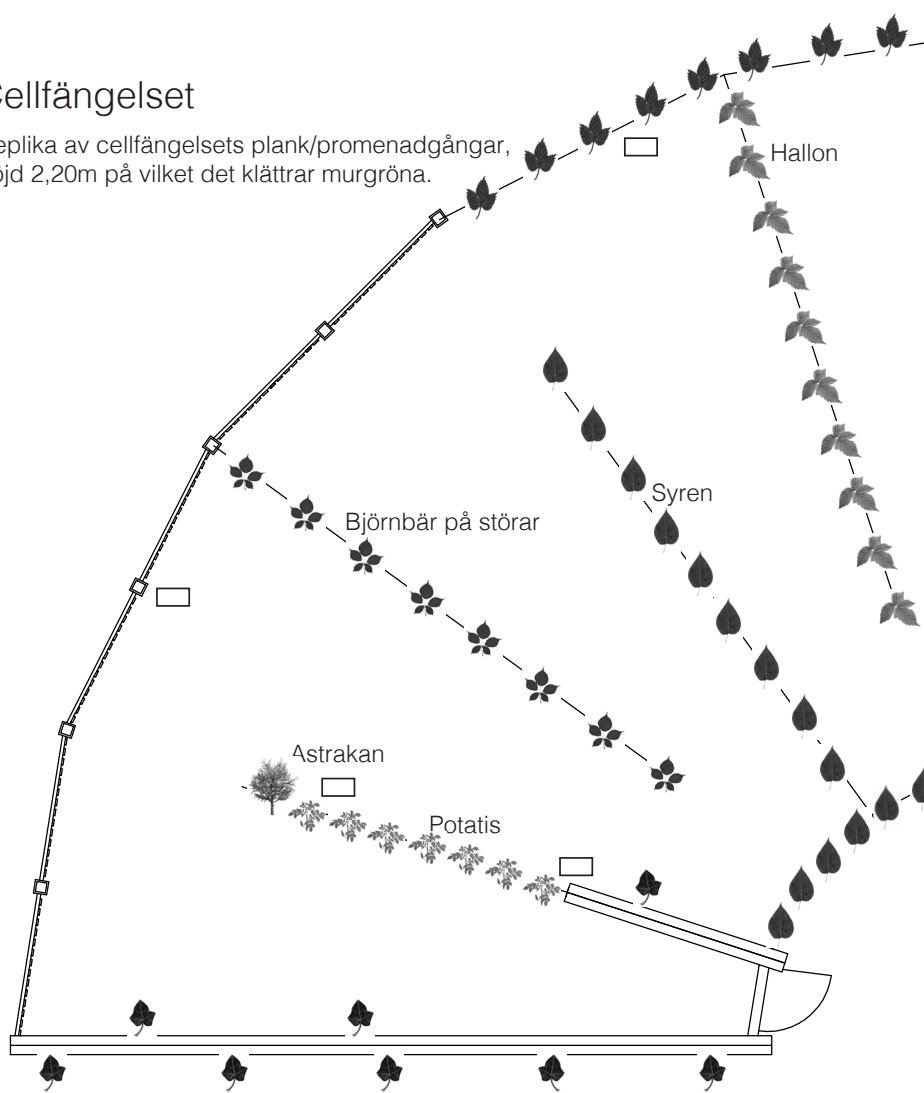 Cellfängelset
eplika av cellfängelsets plank/promenadgångar,
öjd 2,20m på vilket det klättrar murgröna.
Hallon
Syren
Björnbär på störar
Astrakan
Potatis